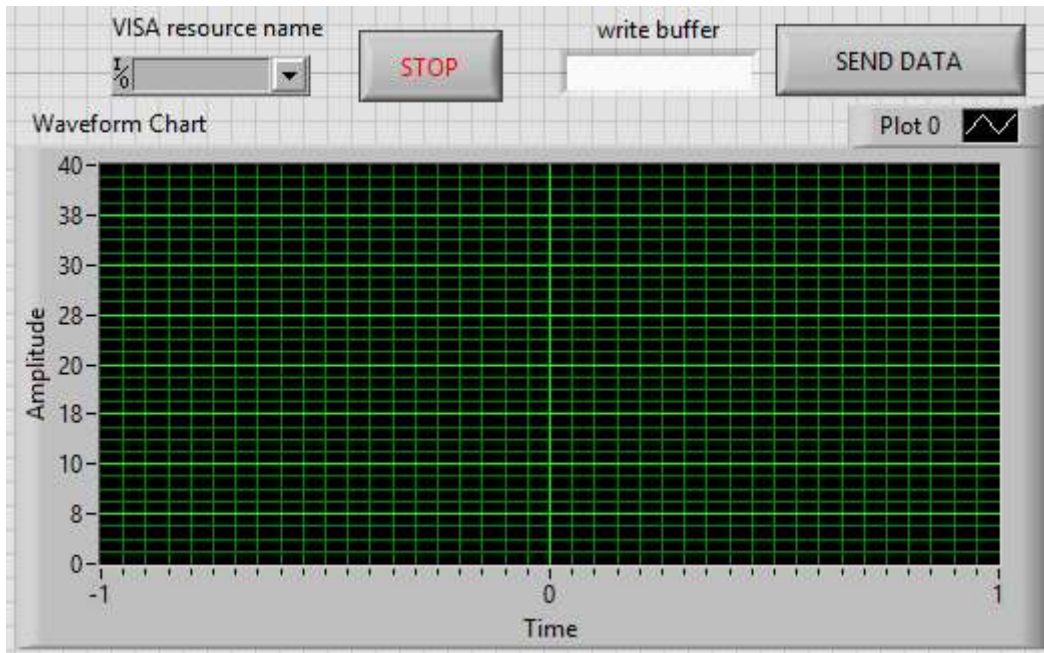 VISA resource name
I/O
STOP
write buffer
SEND DATA
Waveform Chart
Plot 0
40
38
30
28
20
18
10
8
0
Amplitude
-1
0
1
Time